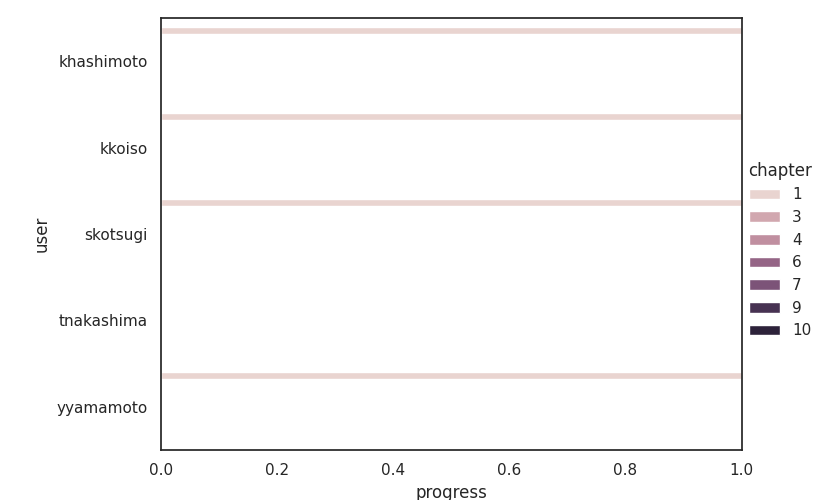 khashimoto
kkoiso
skotsugi
tnakashima
yyamamoto
user
0.0 0.2 0.4 0.6 0.8 1.0
progress
chapter
1
3
4
6
7
9
10